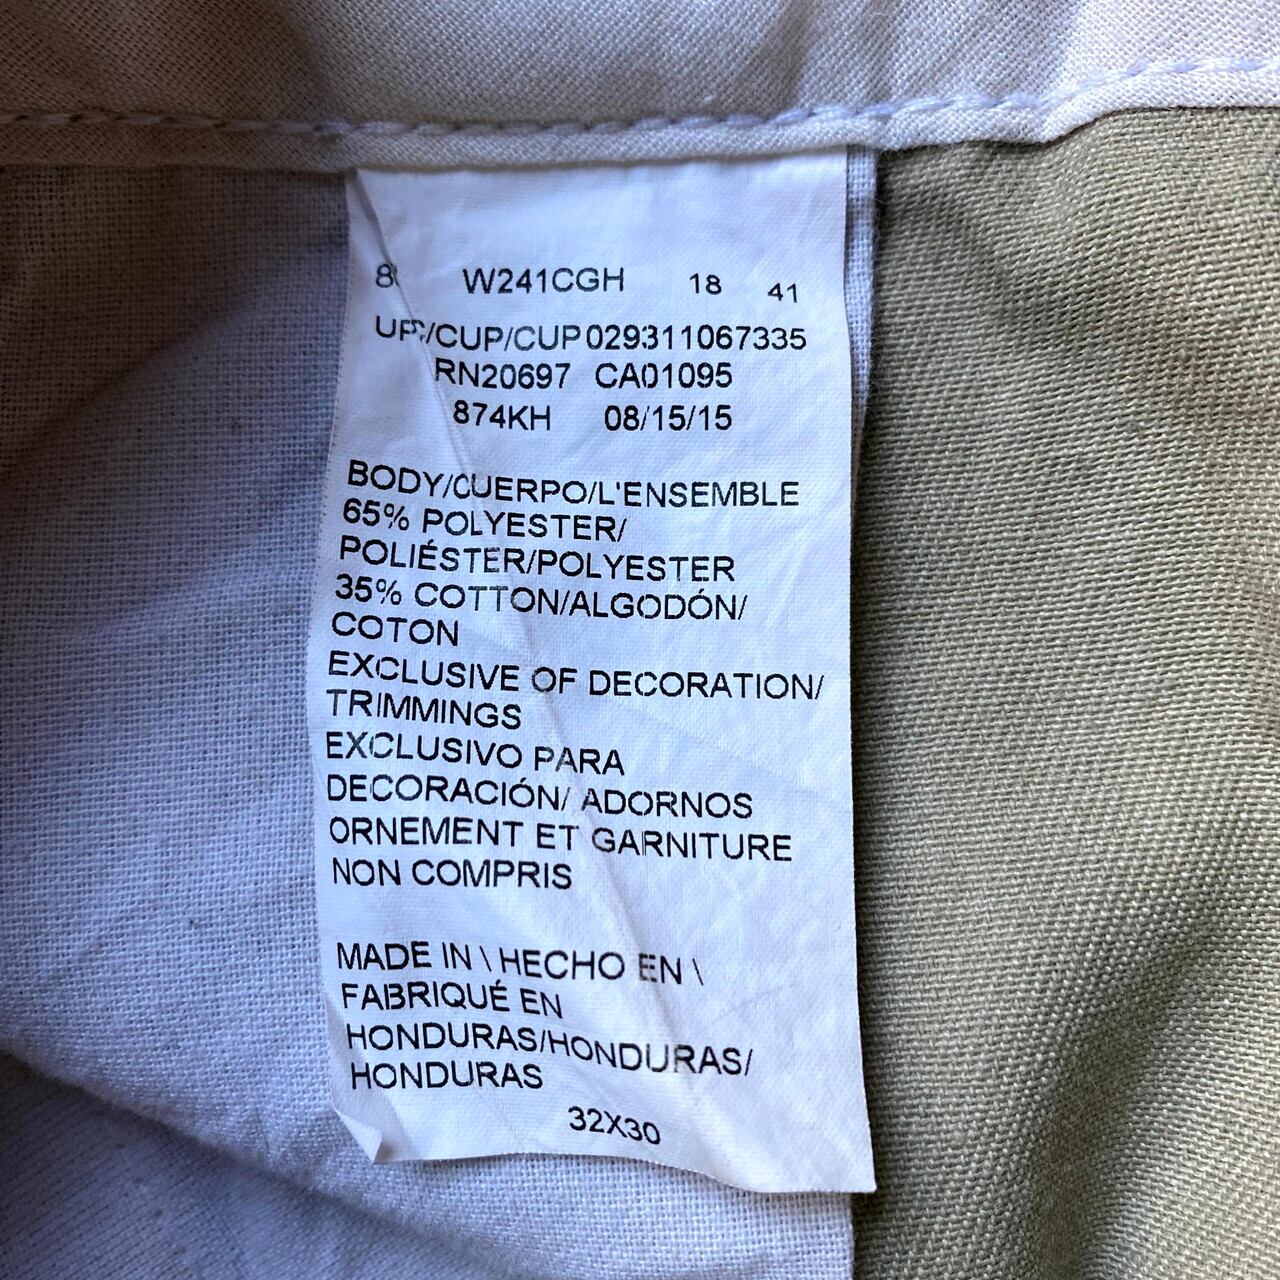 W241CGH 18 41
UPC/CUP/CUP 029311067335
RN20697 CA01095
874KH 08/15/15
BODY/CUERPO/L'ENSEMBLE
65% POLYESTER/
POLIÉSTER/POLYESTER
35% COTTON/ALGODÓN/
COTON
EXCLUSIVE OF DECORATION/
TRIMMINGS
EXCLUSIVO PARA
DECORACIÓN/ ADORNOS
ORNEMENT ET GARNITURE
NON COMPRIS
MADE IN \ HECHO EN \
FABRIQUÉ EN
HONDURAS/HONDURAS/
HONDURAS
32X30